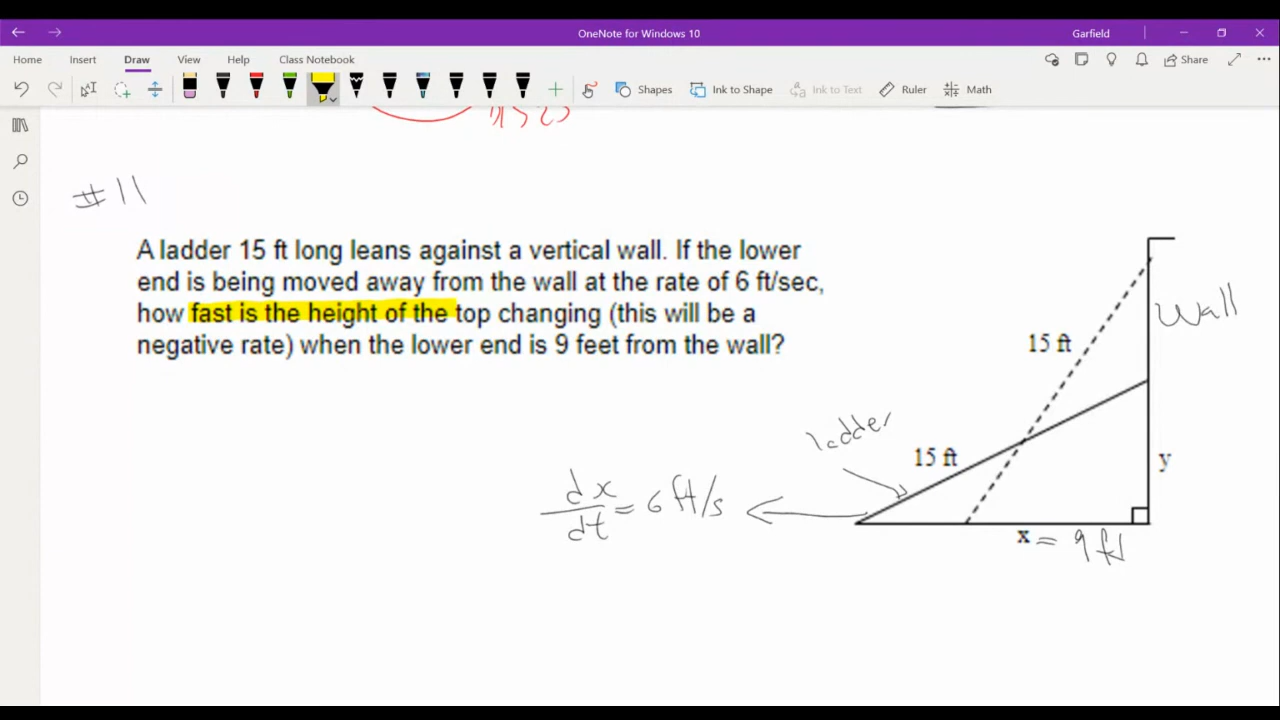 OneNote for Windows 10
Garfield
Home Insert Draw View Help Class Notebook
Share
Shapes Ink to Shape Ink to Text Ruler Math
#11
A ladder 15 ft long leans against a vertical wall. If the lower
end is being moved away from the wall at the rate of 6 ft/sec,
how fast is the height of the top changing (this will be a
negative rate) when the lower end is 9 feet from the wall?
Wall
15 ft
ladder
15 ft
y
dx/dt = 6 ft/s
x = 9 ft